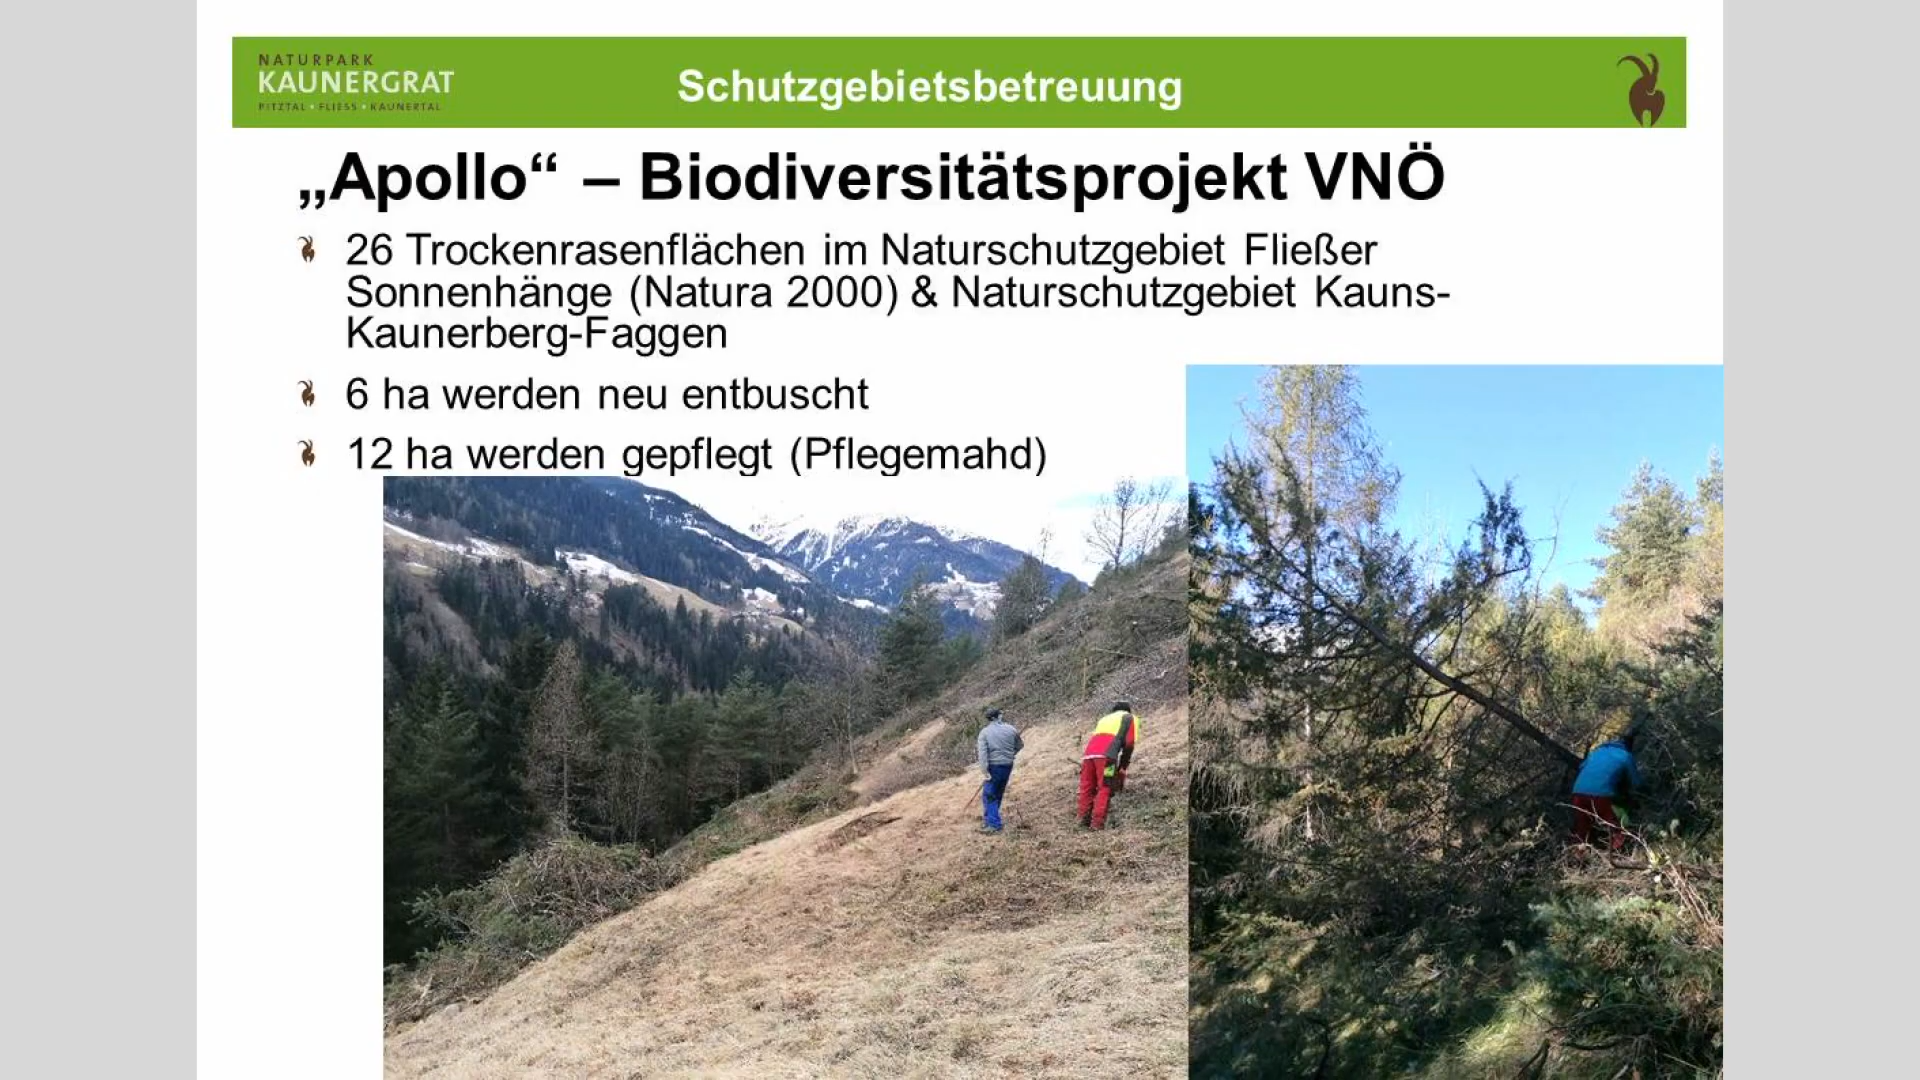 NATURPARK
KAUNERGRAT
PITZTAL • FLIESS • KAUNERTAL
Schutzgebietsbetreuung
„Apollo“ – Biodiversitätsprojekt VNÖ
26 Trockenrasenflächen im Naturschutzgebiet Fließer
Sonnenhänge (Natura 2000) & Naturschutzgebiet Kauns-
Kaunerberg-Faggen
6 ha werden neu entbuscht
12 ha werden gepflegt (Pflegemahd)